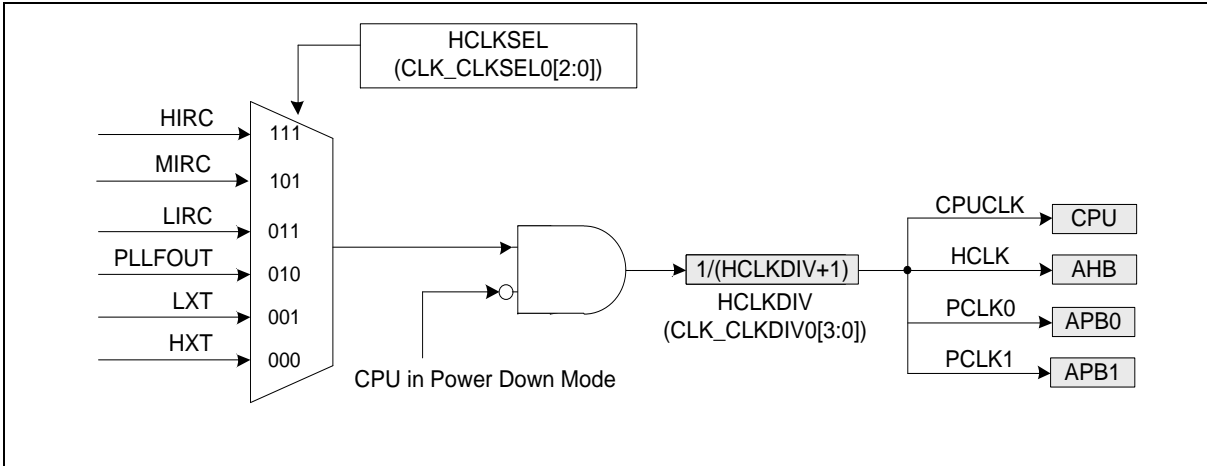 HCLKSEL
(CLK_CLKSEL0[2:0])
HIRC
111
MIRC
101
LIRC
011
PLLFOUT
010
LXT
001
HXT
000
CPU in Power Down Mode
1/(HCLKDIV+1)
HCLKDIV
(CLK_CLKDIV0[3:0])
CPUCLK
CPU
HCLK
AHB
PCLK0
APB0
PCLK1
APB1